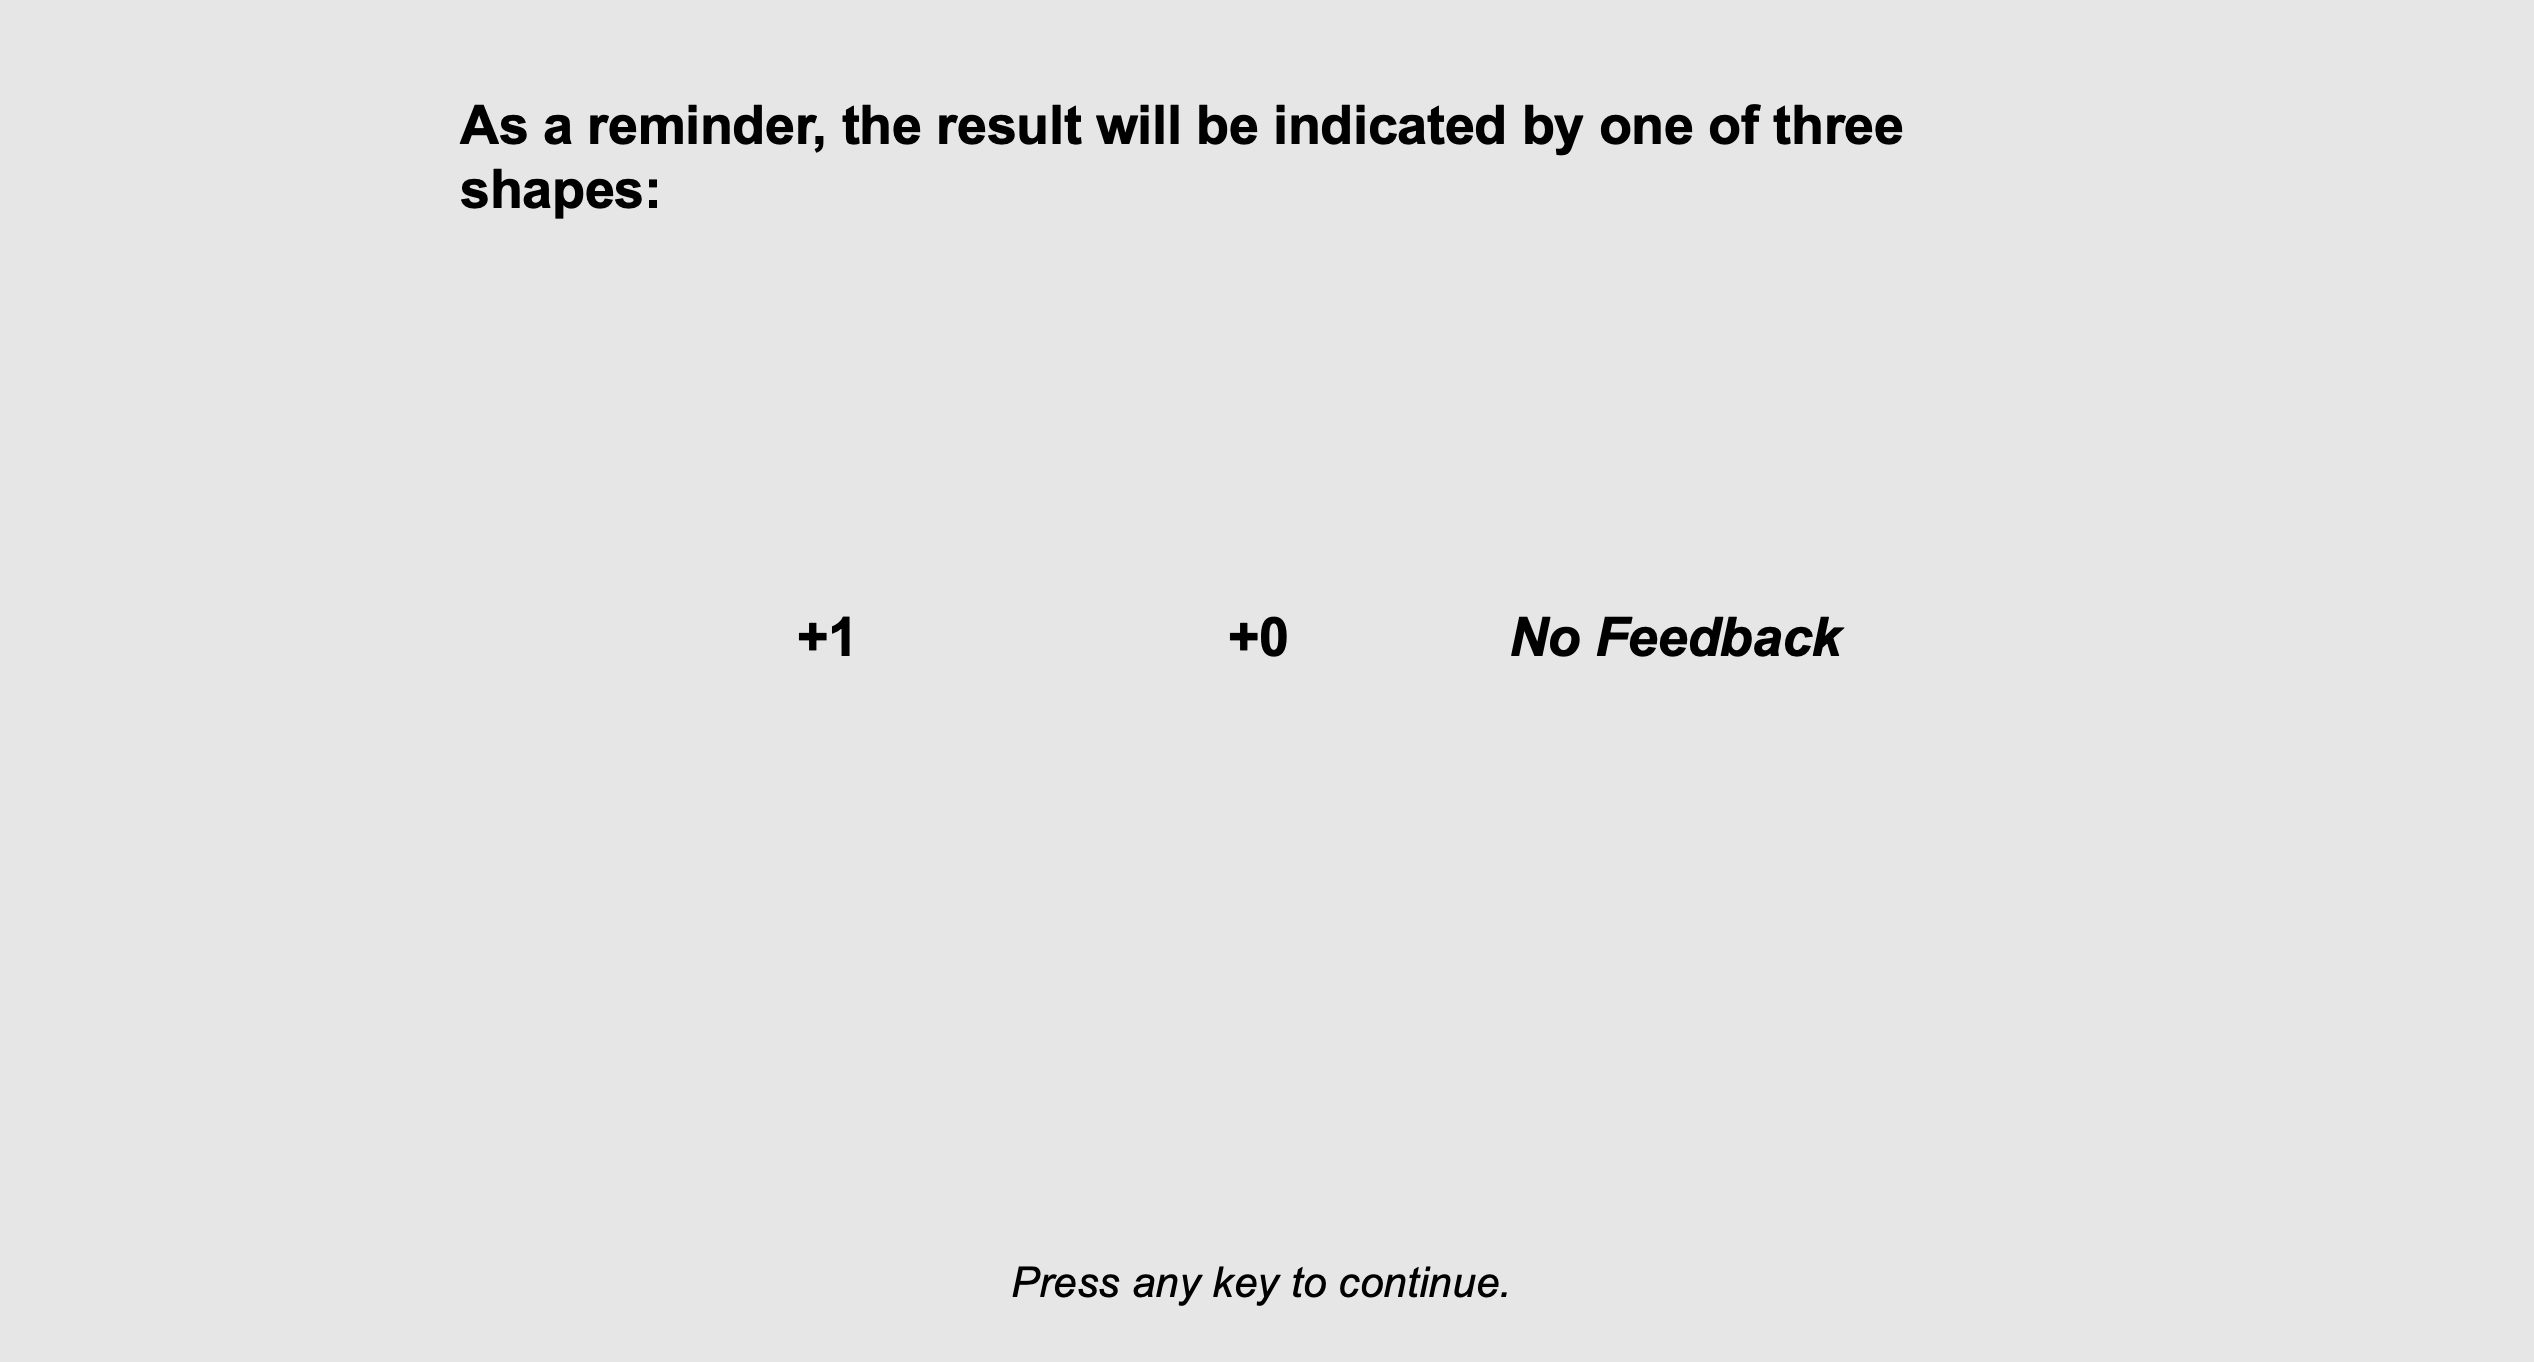 As a reminder, the result will be indicated by one of three
shapes:
+1 +0 No Feedback
Press any key to continue.